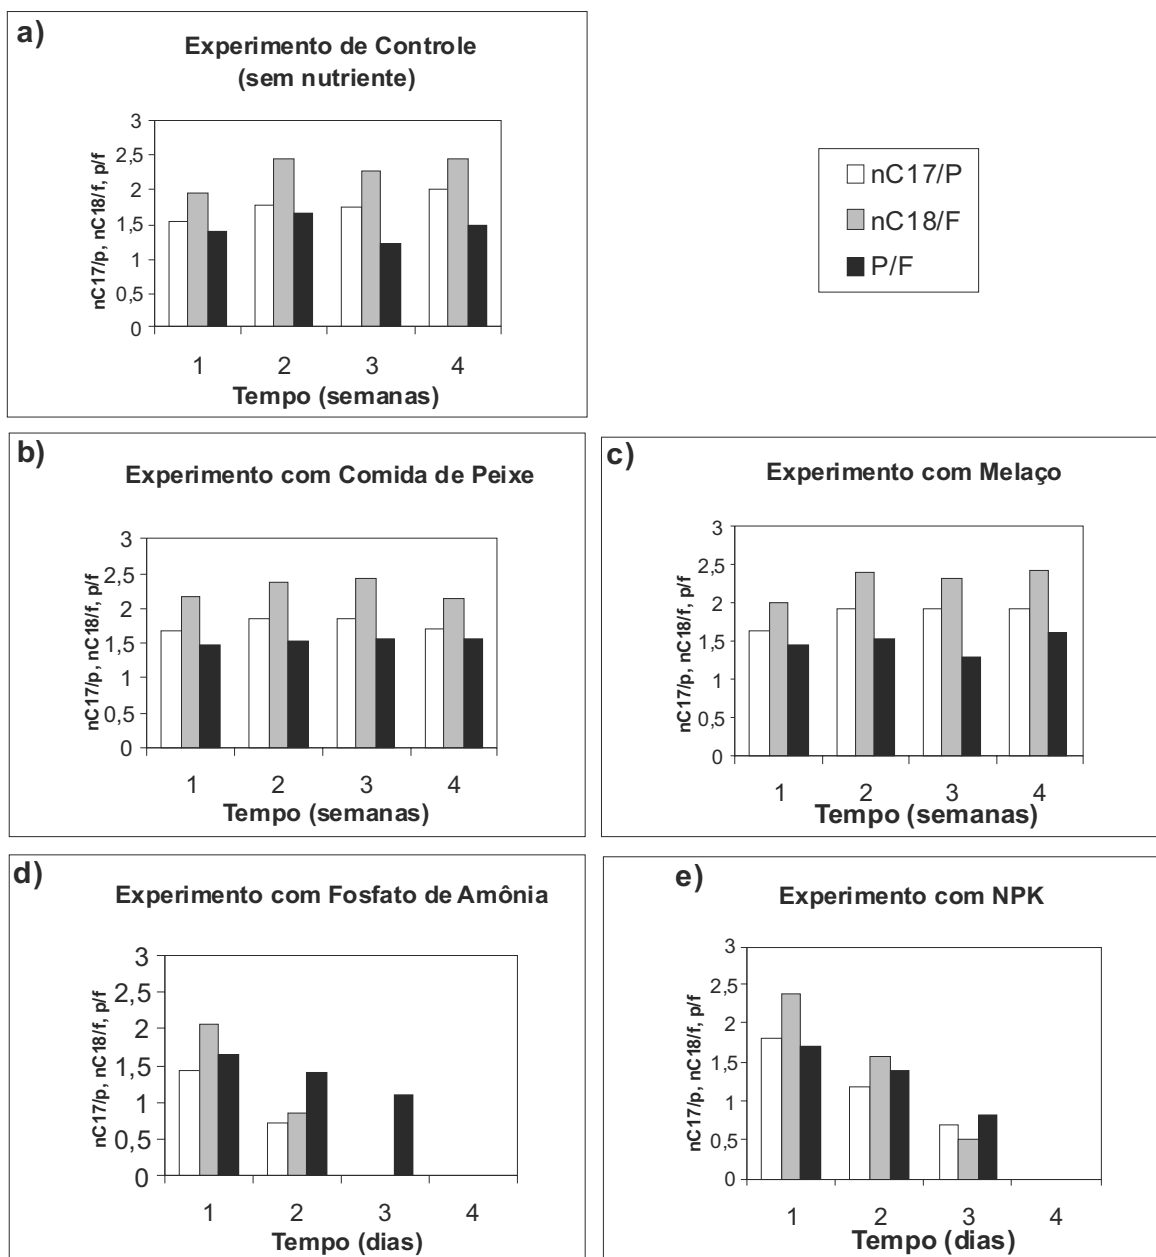 a)
Experimento de Controle
(sem nutriente)
nC17/p, nC18/f, p/f
3
2,5
2
1,5
1
0,5
0
1 2 3 4
Tempo (semanas)
nC17/P
nC18/F
P/F
b)
Experimento com Comida de Peixe
nC17/p, nC18/f, p/f
3
2,5
2
1,5
1
0,5
0
1 2 3 4
Tempo (semanas)
c)
Experimento com Melaço
nC17/p, nC18/f, p/f
3
2,5
2
1,5
1
0,5
0
1 2 3 4
Tempo (semanas)
d)
Experimento com Fosfato de Amônia
nC17/p, nC18/f, p/f
3
2,5
2
1,5
1
0,5
0
1 2 3 4
Tempo (dias)
e)
Experimento com NPK
nC17/p, nC18/f, p/f
3
2,5
2
1,5
1
0,5
0
1 2 3 4
Tempo (dias)